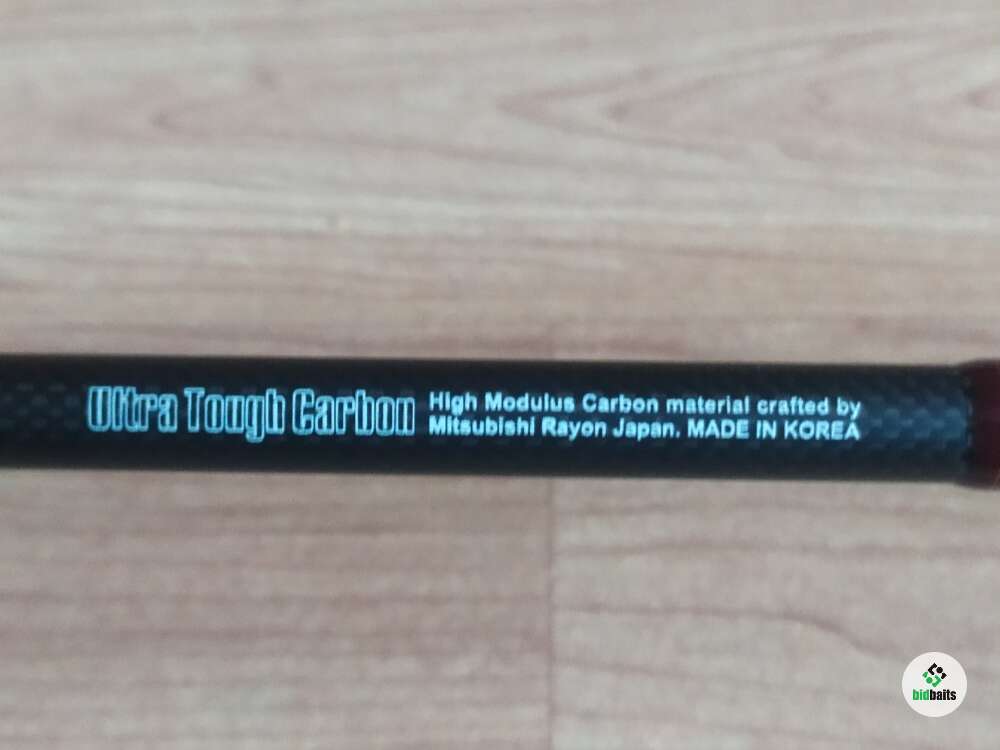 Ultra Tough Carbon
High Modulus Carbon material crafted by
Mitsubishi Rayon Japan. MADE IN KOREA
bidbaits